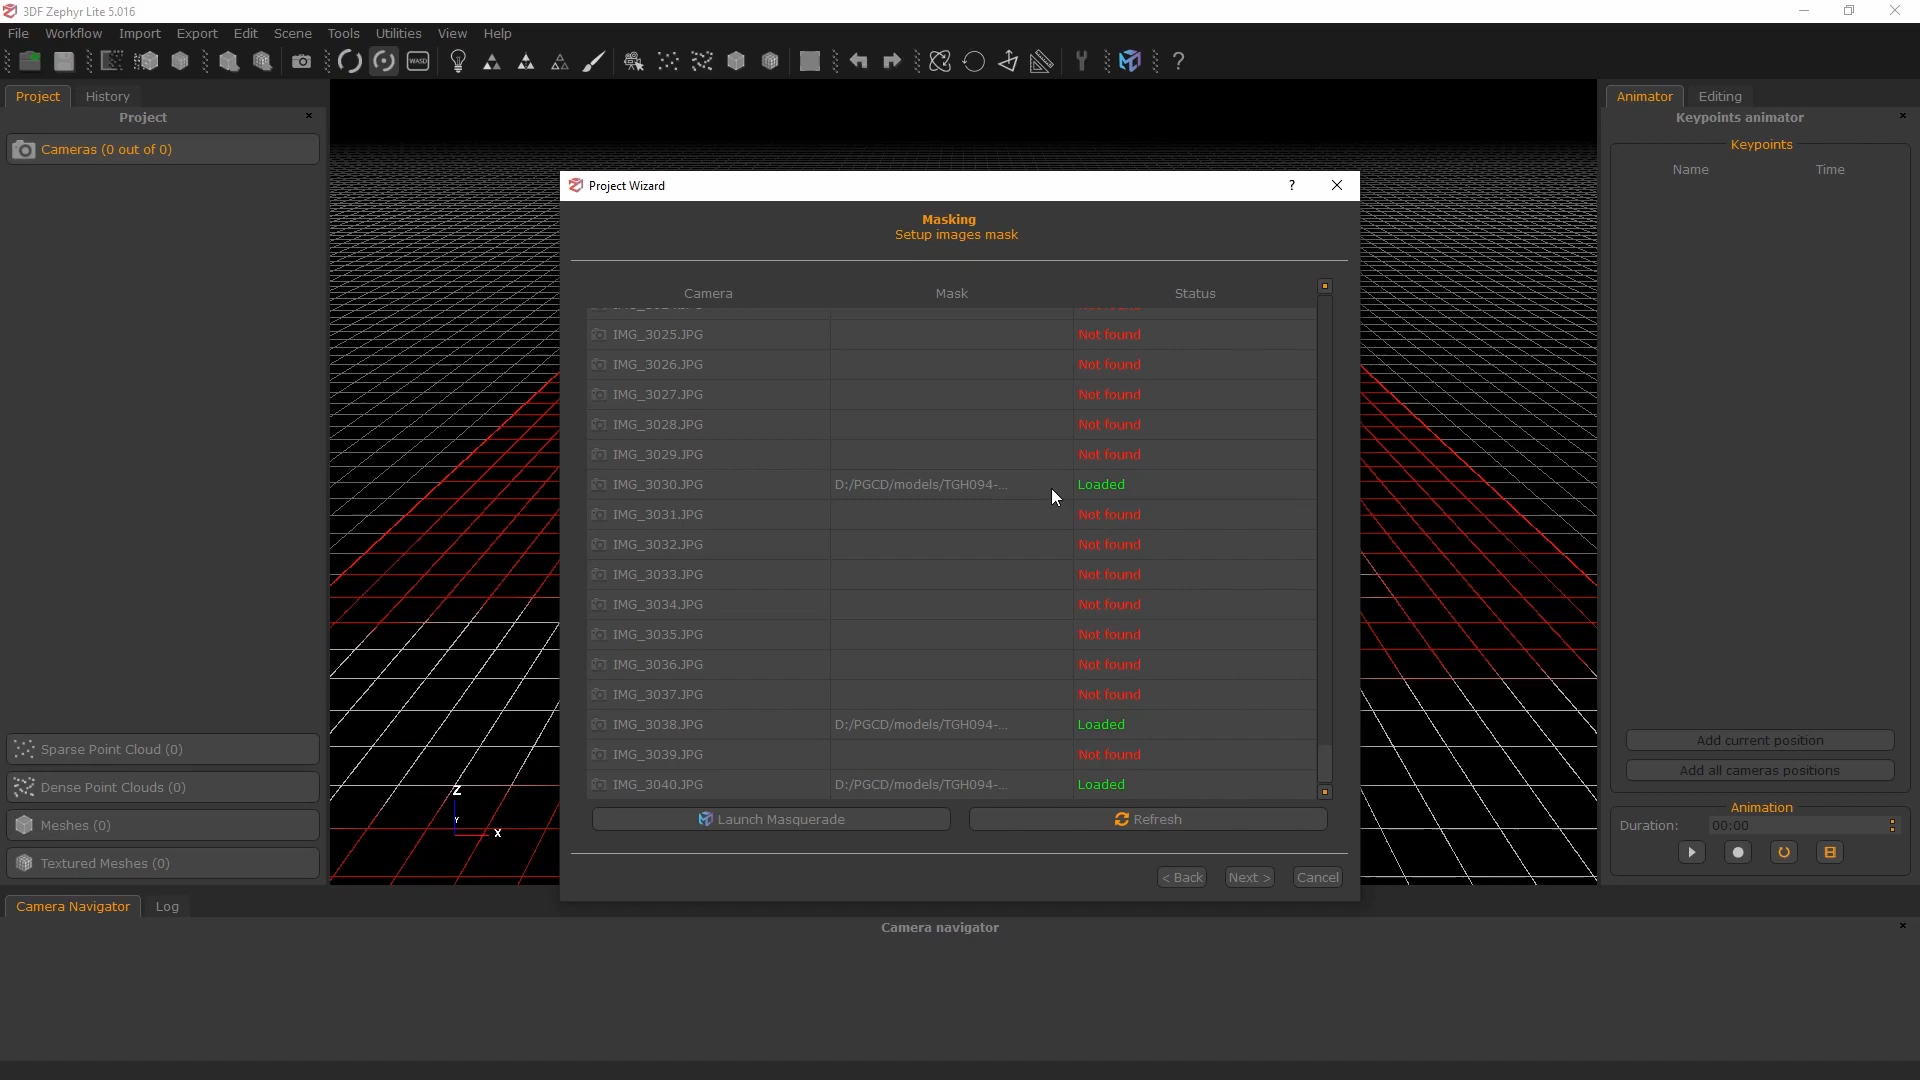 3DF Zephyr Lite 5.016
File Workflow Import Export Edit Scene Tools Utilities View Help
WASD
?
Project History
Project
Cameras (0 out of 0)
Sparse Point Cloud (0)
Dense Point Clouds (0)
Meshes (0)
Textured Meshes (0)
Z
Y
X
Project Wizard
?
Masking
Setup images mask
Camera Mask Status
IMG_3025.JPG Not found
IMG_3026.JPG Not found
IMG_3027.JPG Not found
IMG_3028.JPG Not found
IMG_3029.JPG Not found
IMG_3030.JPG D:/PGCD/models/TGH094-... Loaded
IMG_3031.JPG Not found
IMG_3032.JPG Not found
IMG_3033.JPG Not found
IMG_3034.JPG Not found
IMG_3035.JPG Not found
IMG_3036.JPG Not found
IMG_3037.JPG Not found
IMG_3038.JPG D:/PGCD/models/TGH094-... Loaded
IMG_3039.JPG Not found
IMG_3040.JPG D:/PGCD/models/TGH094-... Loaded
Launch Masquerade Refresh
< Back Next > Cancel
Animator Editing
Keypoints animator
Keypoints
Name Time
Add current position
Add all cameras positions
Animation
Duration: 00:00
Camera Navigator Log
Camera navigator